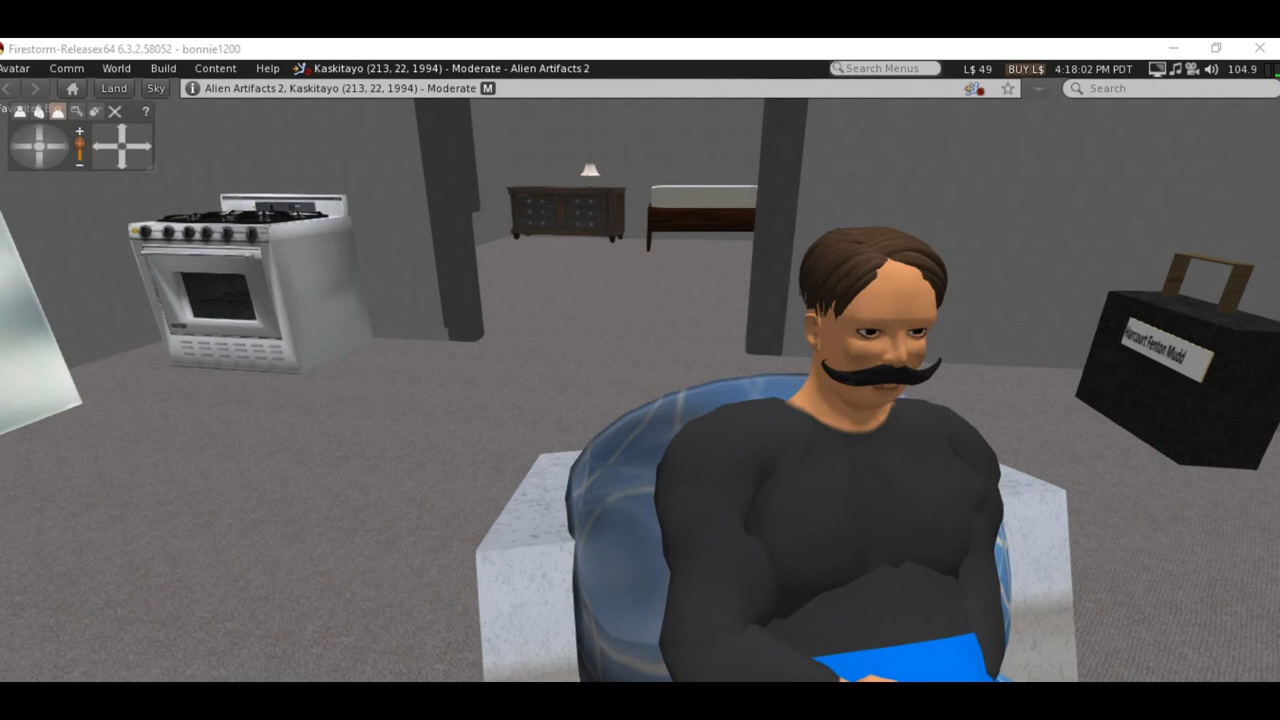 Firestorm-Releasex64 6.3.2.58052 - bonnie1200
Avatar Comm World Build Content Help Kaskitayo (213, 22, 1994) - Moderate - Alien Artifacts 2 Search Menus L$ 49 BUY L$ 4:18:02 PM PDT 104.9
Land Sky Alien Artifacts 2, Kaskitayo (213, 22, 1994) - Moderate M Search
?
Harcourt Fenton Mudd